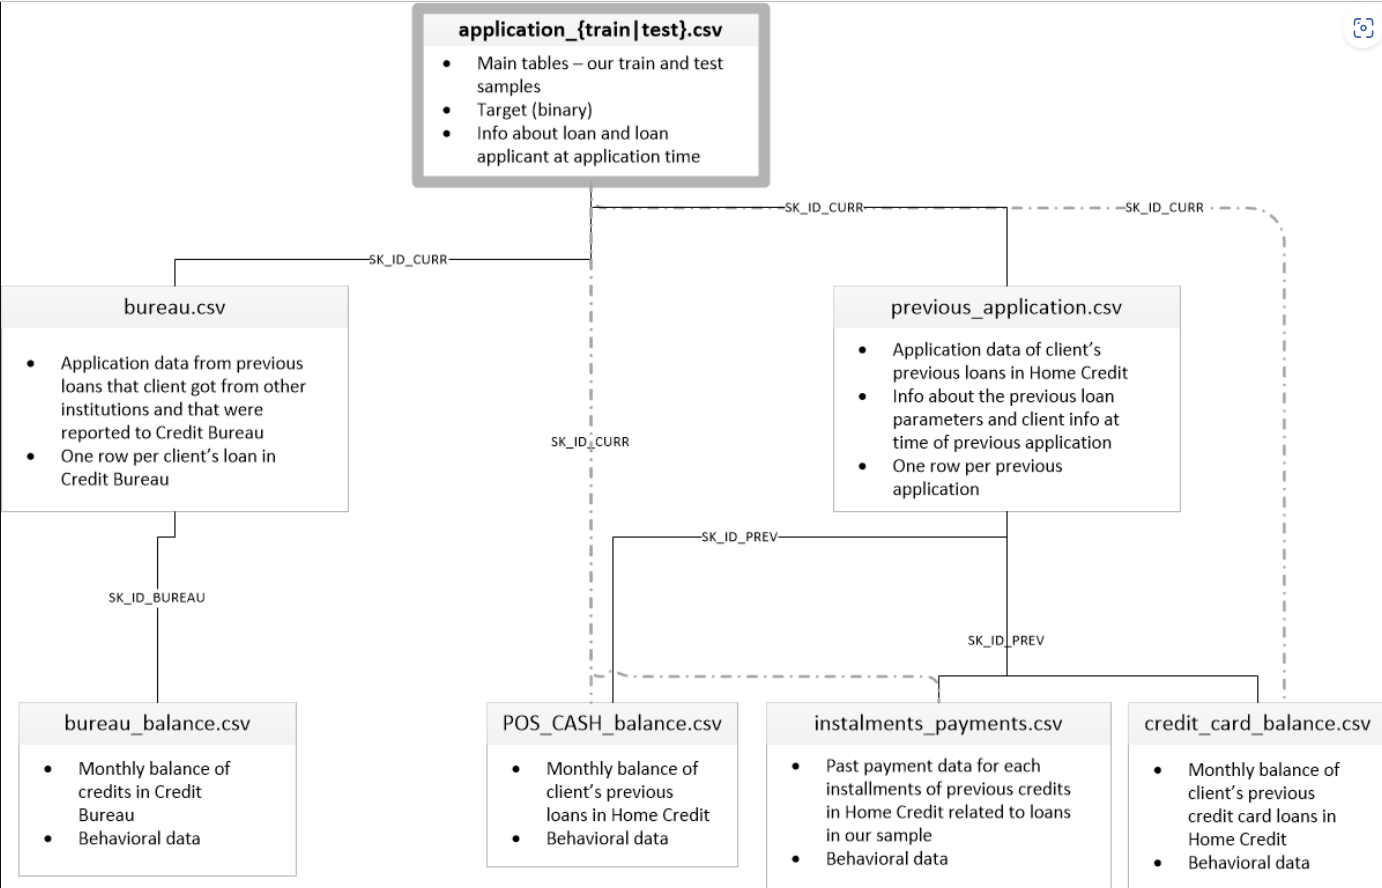 application_{train|test}.csv
• Main tables – our train and test
samples
• Target (binary)
• Info about loan and loan
applicant at application time
SK_ID_CURR
SK_ID_CURR
SK_ID_CURR
bureau.csv
• Application data from previous
loans that client got from other
institutions and that were
reported to Credit Bureau
• One row per client's loan in
Credit Bureau
previous_application.csv
• Application data of client's
previous loans in Home Credit
• Info about the previous loan
parameters and client info at
time of previous application
• One row per previous
application
SK_ID_CURR
SK_ID_PREV
SK_ID_BUREAU
SK_ID_PREV
bureau_balance.csv
• Monthly balance of
credits in Credit
Bureau
• Behavioral data
POS_CASH_balance.csv
• Monthly balance of
client's previous
loans in Home Credit
• Behavioral data
instalments_payments.csv
• Past payment data for each
installments of previous credits
in Home Credit related to loans
in our sample
• Behavioral data
credit_card_balance.csv
• Monthly balance of
client's previous
credit card loans in
Home Credit
• Behavioral data